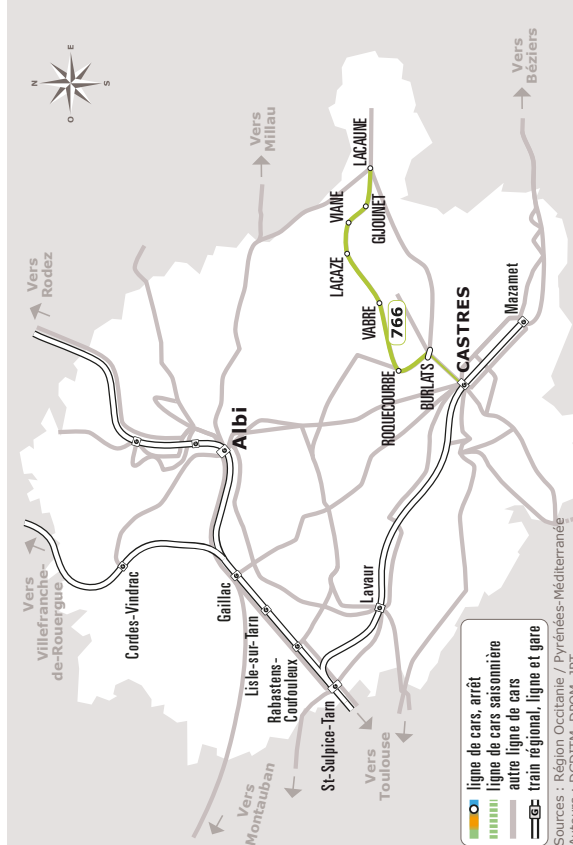 N
E
S
O
Vers
Rodez
Vers
Millau
Vers
Béziers
Vers
Villefranche-
de-Rouergue
Vers
Montauban
Vers
Toulouse
LACAUNE
GIJOUNET
VIANE
LACAZE
VABRE
766
ROQUECOURBE
BURLATS
CASTRES
Mazamet
Albi
Cordes-Vindrac
Gaillac
Lisle-sur-Tarn
Rabastens-
Coufouleux
St-Sulpice-Tarn
Lavaur
ligne de cars, arrêt
ligne de cars saisonnière
autre ligne de cars
G train régional, ligne et gare
Sources : Région Occitanie / Pyrénées-Méditerranée